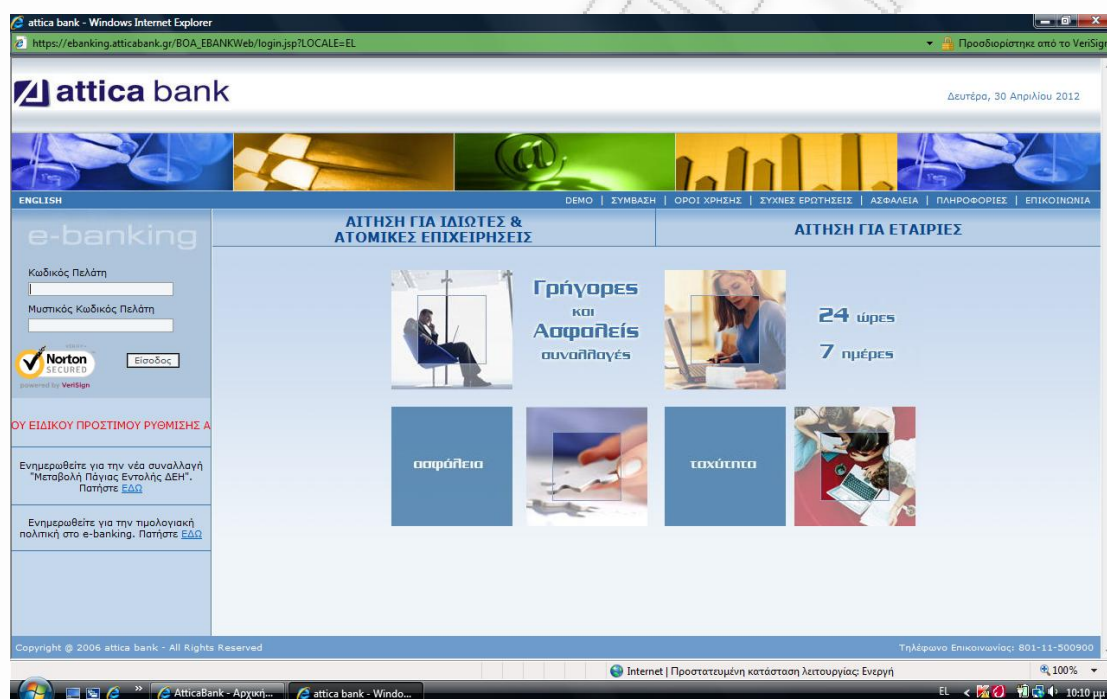 attica bank - Windows Internet Explorer
https://ebanking.atticabank.gr/BOA_EBANKWeb/login.jsp?LOCALE=EL
Προσδιορίστηκε από το VeriSign
attica bank
Δευτέρα, 30 Απριλίου 2012
ENGLISH
DEMO | ΣΥΜΒΑΣΗ | ΟΡΟΙ ΧΡΗΣΗΣ | ΣΥΧΝΕΣ ΕΡΩΤΗΣΕΙΣ | ΑΣΦΑΛΕΙΑ | ΠΛΗΡΟΦΟΡΙΕΣ | ΕΠΙΚΟΙΝΩΝΙΑ
e-banking
ΑΙΤΗΣΗ ΓΙΑ ΙΔΙΩΤΕΣ &
ΑΤΟΜΙΚΕΣ ΕΠΙΧΕΙΡΗΣΕΙΣ
ΑΙΤΗΣΗ ΓΙΑ ΕΤΑΙΡΙΕΣ
Κωδικός Πελάτη
Μυστικός Κωδικός Πελάτη
Norton
SECURED
powered by VeriSign
Είσοδος
ΟΥ ΕΙΔΙΚΟΥ ΠΡΟΣΤΙΜΟΥ ΡΥΘΜΙΣΗΣ Α
Ενημερωθείτε για την νέα συναλλαγή
"Μεταβολή Πάγιας Εντολής ΔΕΗ".
Πατήστε ΕΔΩ
Ενημερωθείτε για την τιμολογιακή
πολιτική στο e-banking. Πατήστε ΕΔΩ
Γρήγορες
και
Ασφαλείς
συναλλαγές
24 ώρες
7 ημέρες
ασφάλεια
ταχύτητα
Copyright @ 2006 attica bank - All Rights Reserved
Τηλέφωνο Επικοινωνίας: 801-11-500900
Internet | Προστατευμένη κατάσταση λειτουργίας: Ενεργή
100%
AtticaBank - Αρχική...
attica bank - Windo...
EL
10:10 μμ